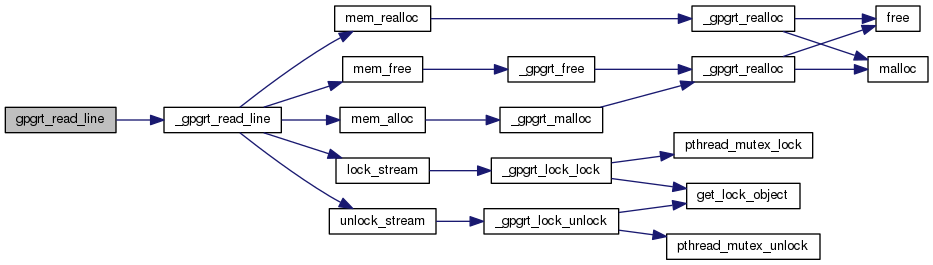 gpgrt_read_line
_gpgrt_read_line
mem_realloc
mem_free
mem_alloc
lock_stream
unlock_stream
_gpgrt_free
_gpgrt_malloc
_gpgrt_lock_lock
_gpgrt_lock_unlock
_gpgrt_realloc
_gpgrt_realloc
pthread_mutex_lock
get_lock_object
pthread_mutex_unlock
free
malloc